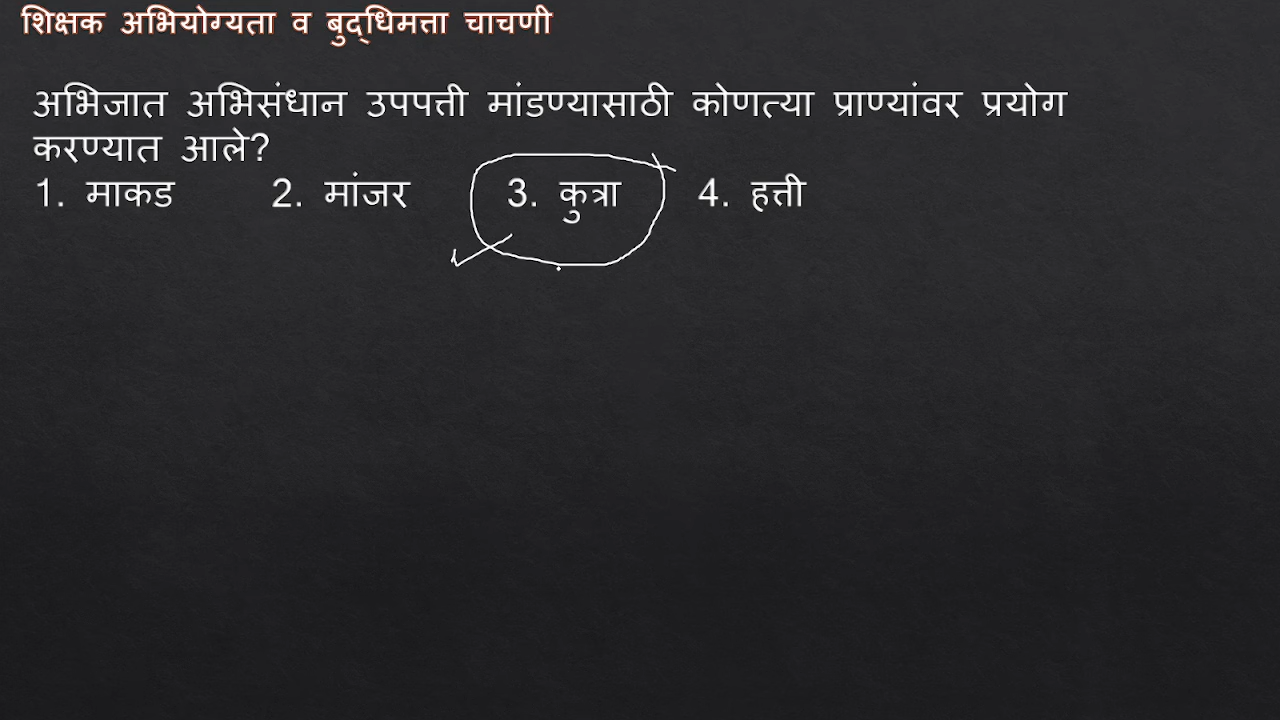 शिक्षक अभियोग्यता व बुद्धिमत्ता चाचणी
अभिजात अभिसंधान उपपत्ती मांडण्यासाठी कोणत्या प्राण्यांवर प्रयोग
करण्यात आले?
1. माकड 2. मांजर 3. कुत्रा 4. हत्ती